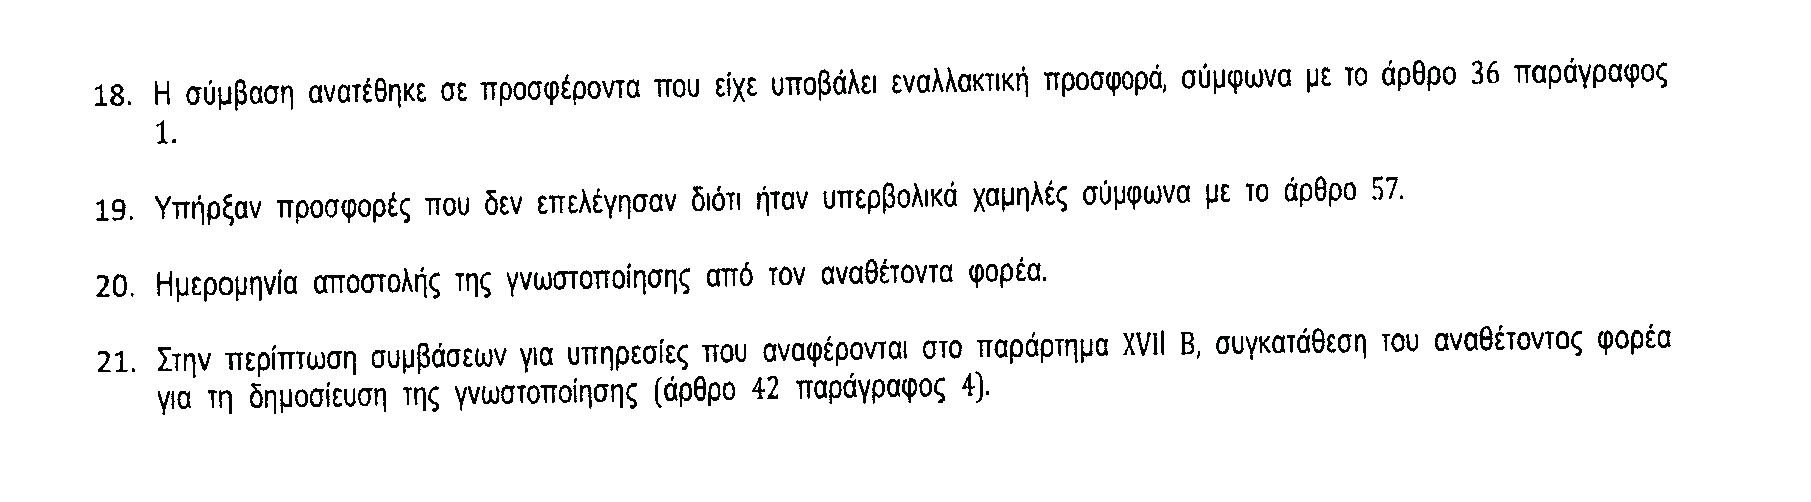 18. Η σύμβαση ανατέθηκε σε προσφέροντα που είχε υποβάλει εναλλακτική προσφορά, σύμφωνα με το άρθρο 36 παράγραφος
1.
19. Υπήρξαν προσφορές που δεν επελέγησαν διότι ήταν υπερβολικά χαμηλές σύμφωνα με το άρθρο 57.
20. Ημερομηνία αποστολής της γνωστοποίησης από τον αναθέτοντα φορέα.
21. Στην περίπτωση συμβάσεων για υπηρεσίες που αναφέρονται στο παράρτημα XVII B, συγκατάθεση του αναθέτοντος φορέα
για τη δημοσίευση της γνωστοποίησης (άρθρο 42 παράγραφος 4).